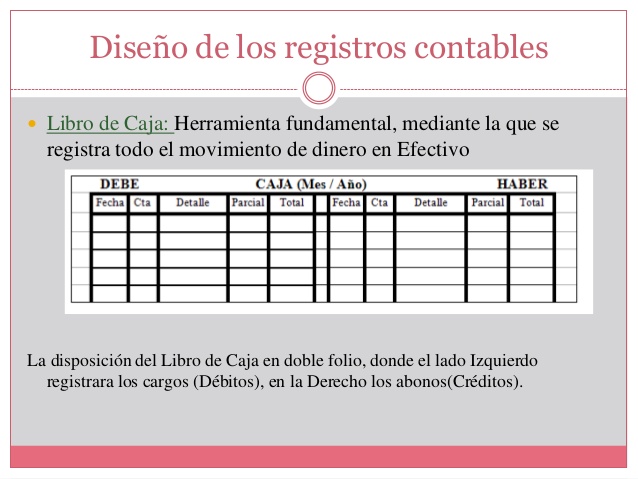 Diseño de los registros contables
Libro de Caja: Herramienta fundamental, mediante la que se
registra todo el movimiento de dinero en Efectivo
DEBE CAJA (Mes / Año) HABER
Fecha Cta Detalle Parcial Total Fecha Cta Detalle Parcial Total
La disposición del Libro de Caja en doble folio, donde el lado Izquierdo
registrara los cargos (Débitos), en la Derecho los abonos(Créditos).